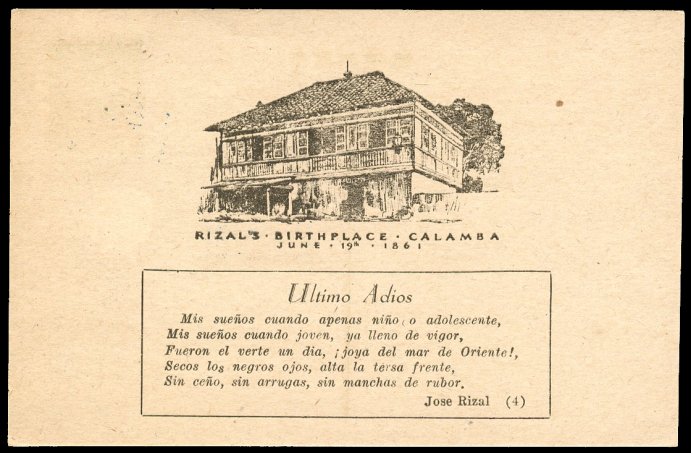 RIZAL'S · BIRTHPLACE · CALAMBA
JUNE · 19th · 1861
Ultimo Adios
Mis sueños cuando apenas niño o adolescente,
Mis sueños cuando joven, ya lleno de vigor,
Fueron el verte un dia, ¡joya del mar de Oriente!,
Secos los negros ojos, alta la tersa frente,
Sin ceño, sin arrugas, sin manchas de rubor.
Jose Rizal (4)